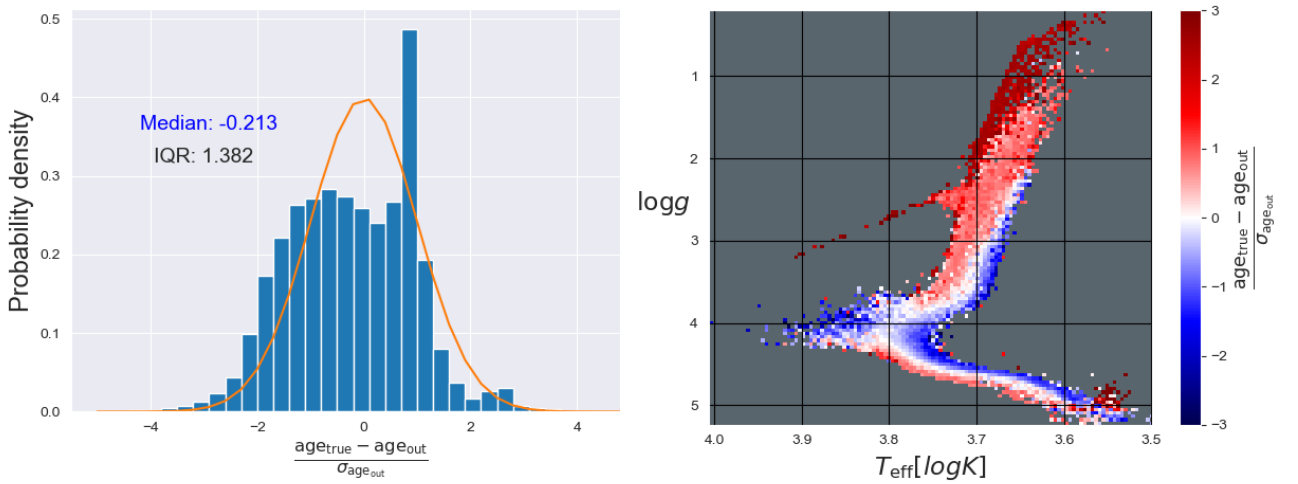 0.5
0.4
0.3
0.2
0.1
0.0
Probability density
Median: -0.213
IQR: 1.382
−4 −2 0 2 4
age_true − age_out
σ_age_out
1
2
3
4
5
log g
4.0 3.9 3.8 3.7 3.6 3.5
T_eff [logK]
3
2
1
0
−1
−2
−3
age_true − age_out
σ_age_out